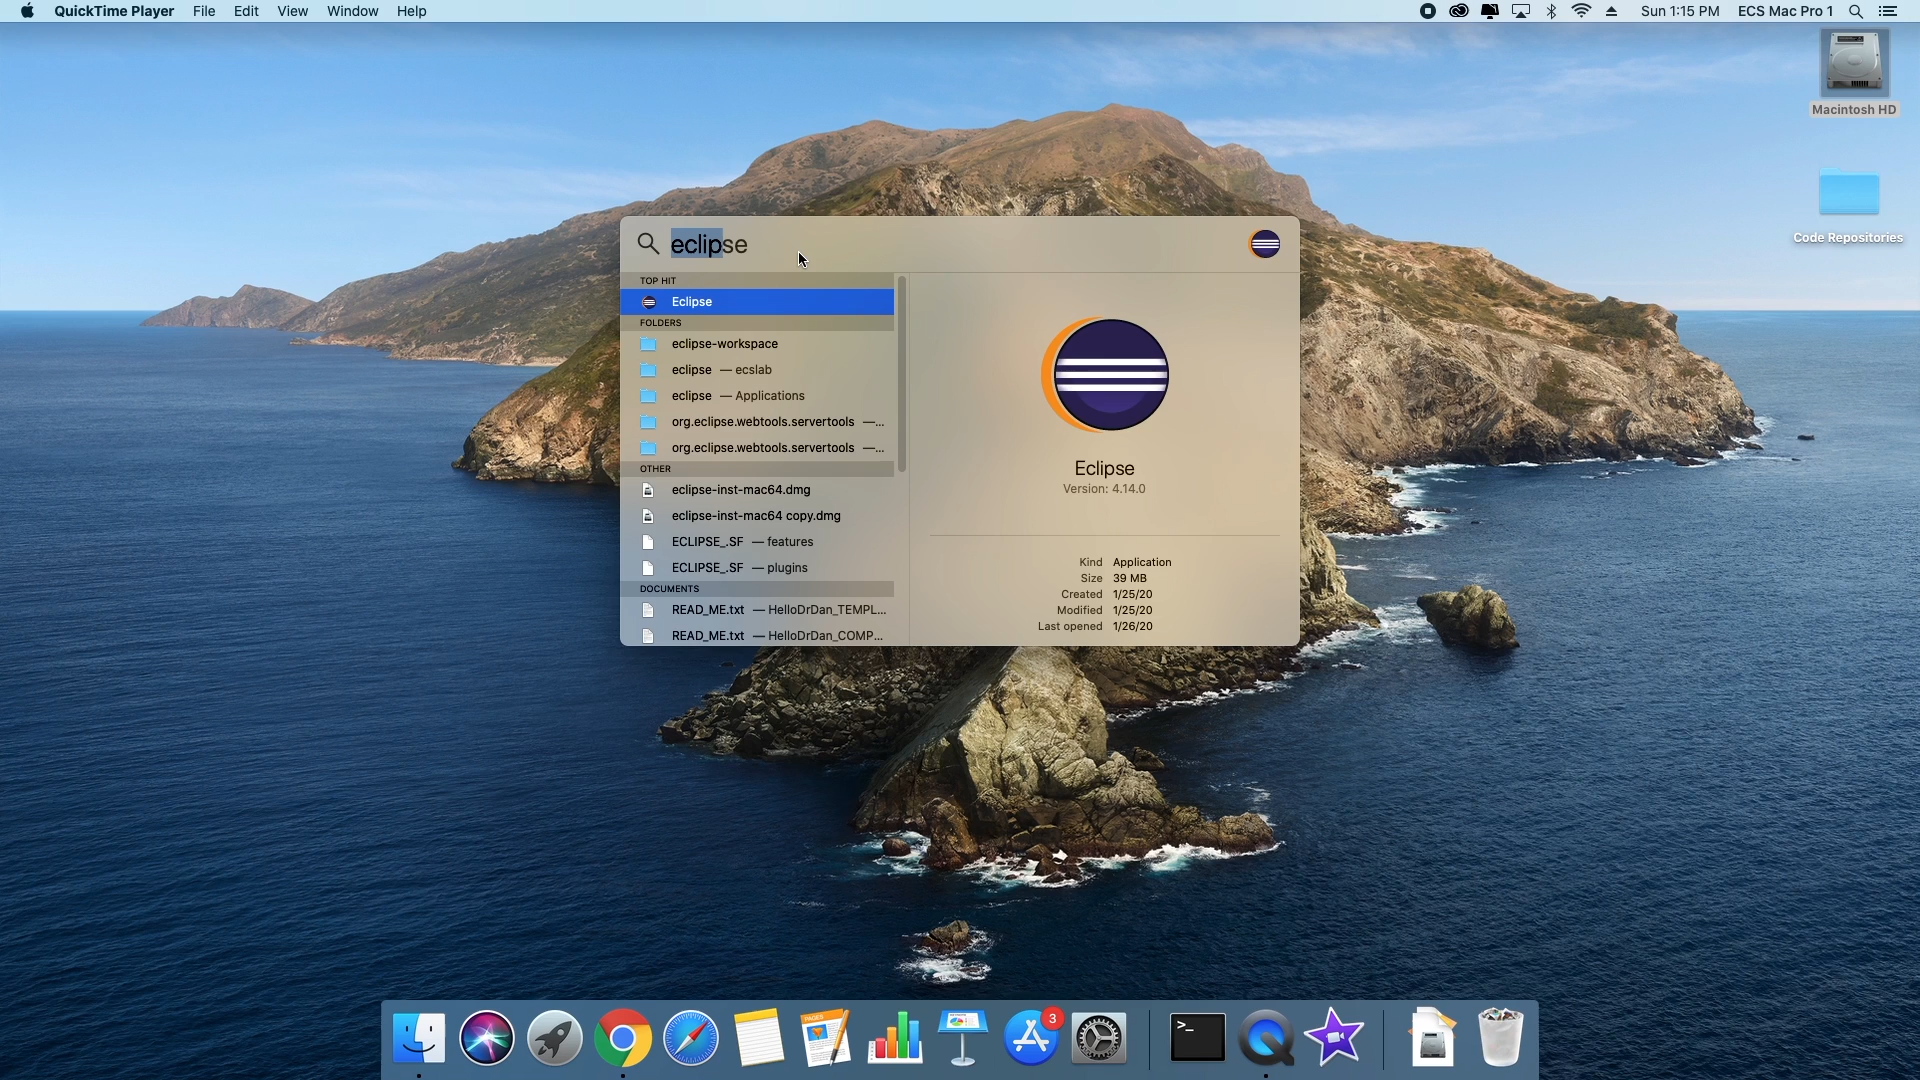 QuickTime Player File Edit View Window Help Sun 1:15 PM ECS Mac Pro 1
Macintosh HD
Code Repositories
eclipse
TOP HIT
Eclipse
FOLDERS
eclipse-workspace
eclipse — ecslab
eclipse — Applications
org.eclipse.webtools.servertools —...
org.eclipse.webtools.servertools —...
OTHER
eclipse-inst-mac64.dmg
eclipse-inst-mac64 copy.dmg
ECLIPSE_.SF — features
ECLIPSE_.SF — plugins
DOCUMENTS
READ_ME.txt — HelloDrDan_TEMPL...
READ_ME.txt — HelloDrDan_COMP...
Eclipse
Version: 4.14.0
Kind Application
Size 39 MB
Created 1/25/20
Modified 1/25/20
Last opened 1/26/20
PAGES
3
>_